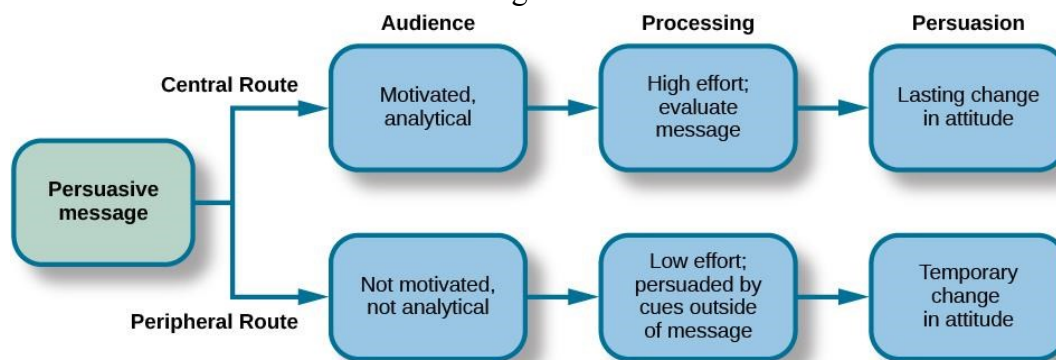 Audience
Processing
Persuasion
Central Route
Motivated,
analytical
High effort;
evaluate
message
Lasting change
in attitude
Persuasive
message
Peripheral Route
Not motivated,
not analytical
Low effort;
persuaded by
cues outside
of message
Temporary
change
in attitude